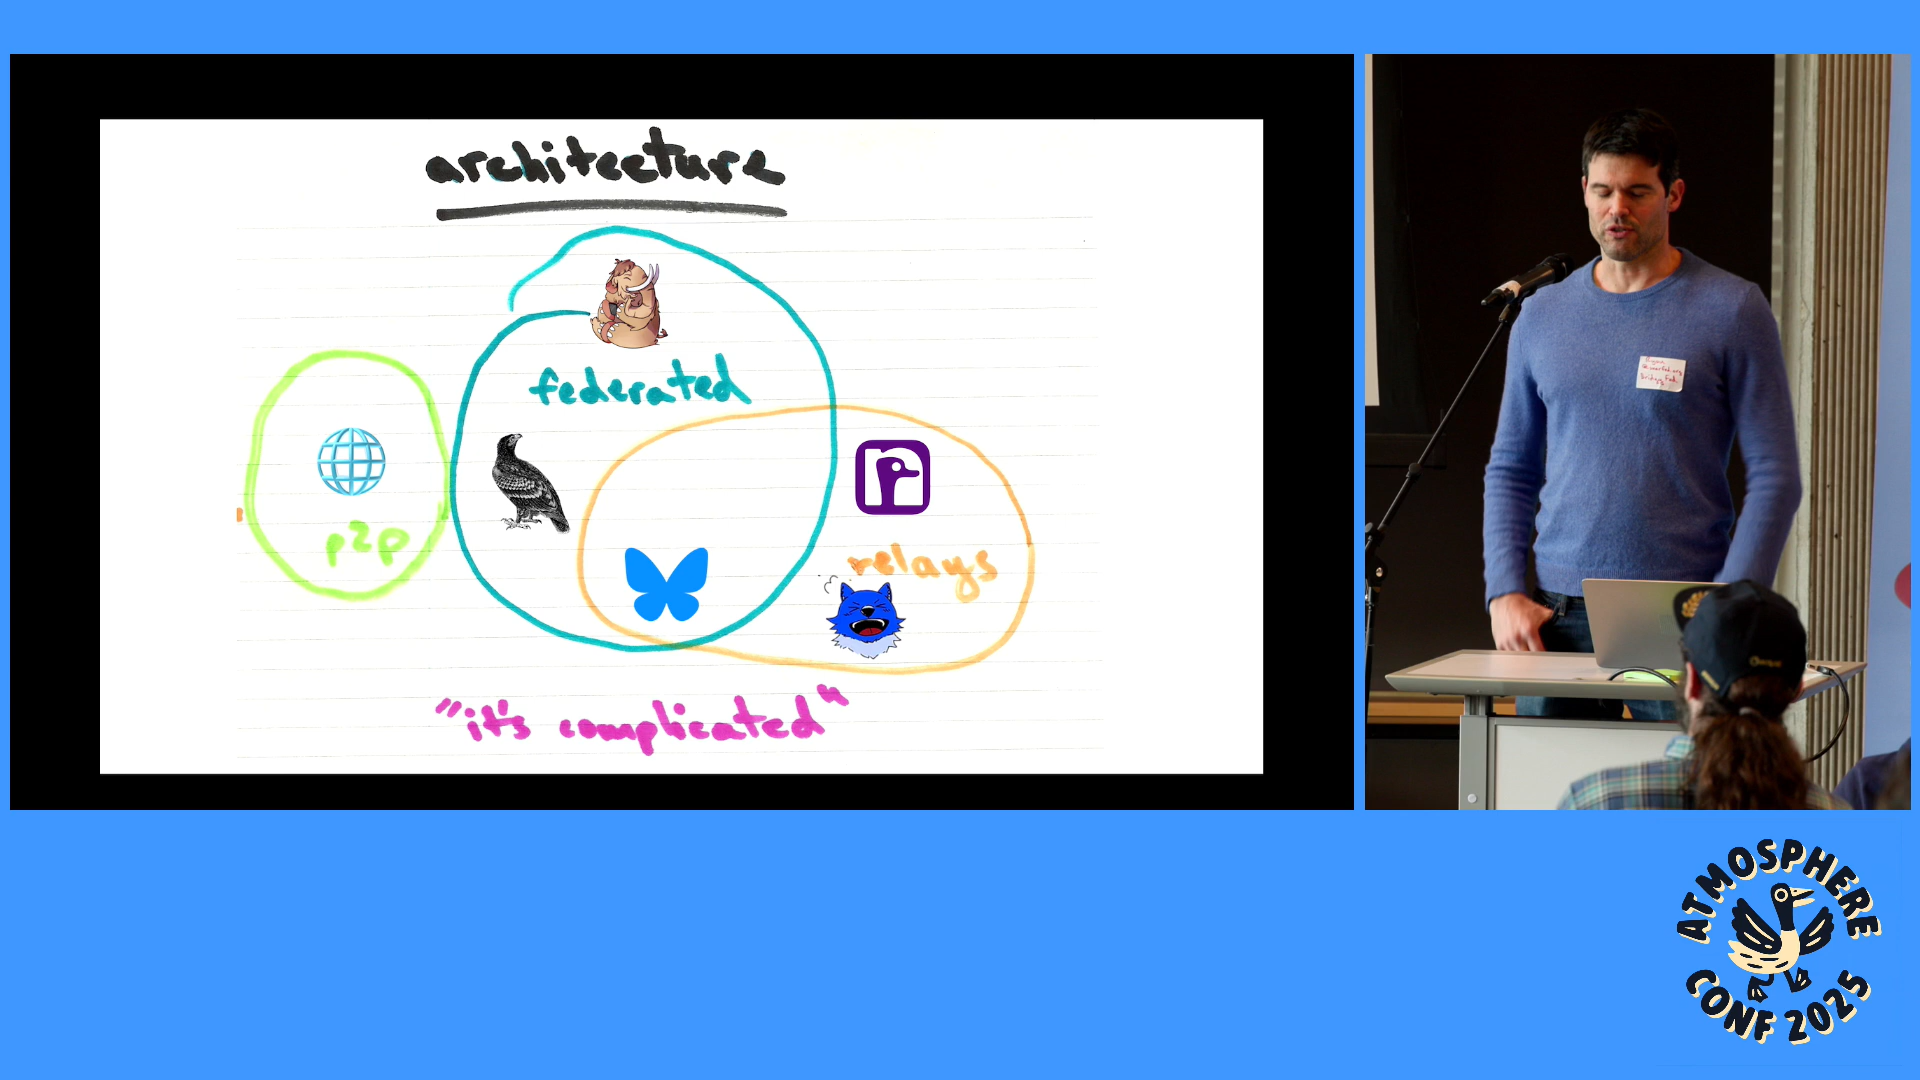 architecture
federated
p2p
relays
"it's complicated"
ATMOSPHERE
CONF 2025